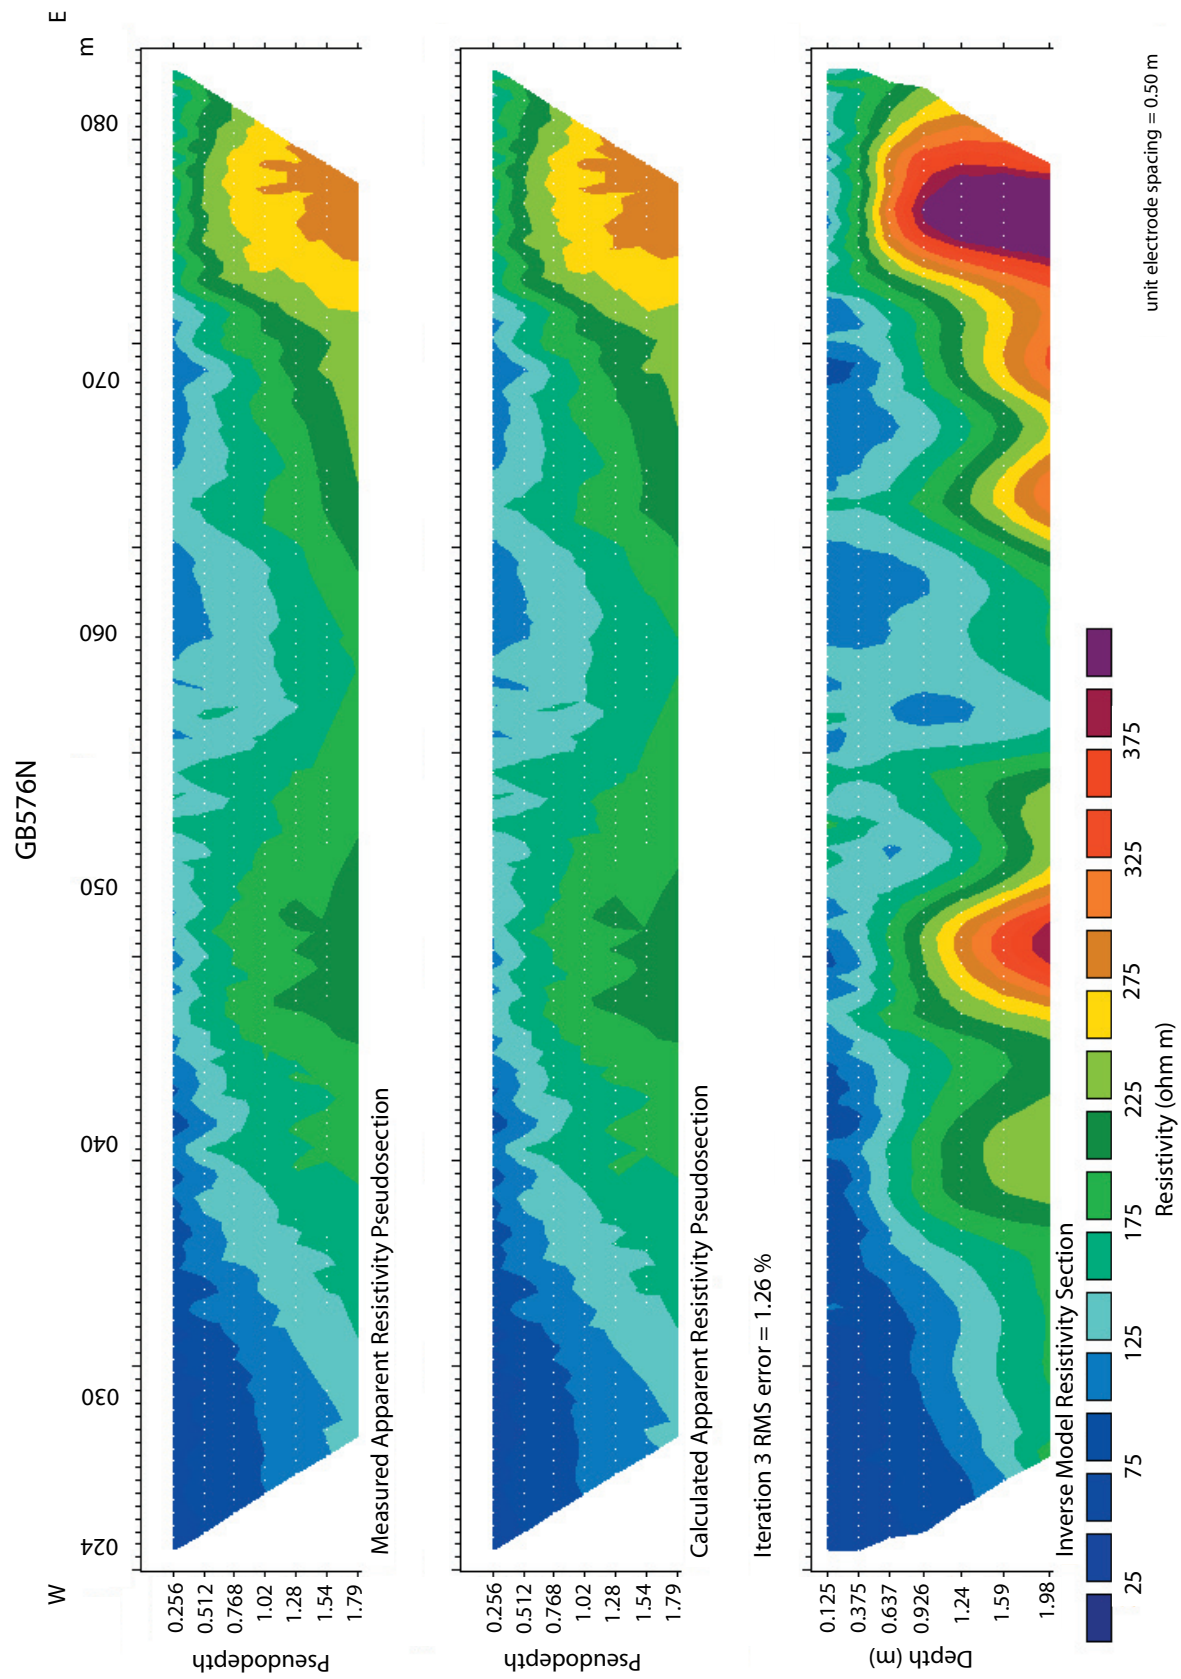 GB576N
W
E
024
030
040
050
060
070
080
m
Pseudodepth
0.256
0.512
0.768
1.02
1.28
1.54
1.79
Measured Apparent Resistivity Pseudosection
Pseudodepth
0.256
0.512
0.768
1.02
1.28
1.54
1.79
Calculated Apparent Resistivity Pseudosection
Iteration 3 RMS error = 1.26 %
Depth (m)
0.125
0.375
0.637
0.926
1.24
1.59
1.98
Inverse Model Resistivity Section
25
75
125
175
225
275
325
375
Resistivity (ohm m)
unit electrode spacing = 0.50 m